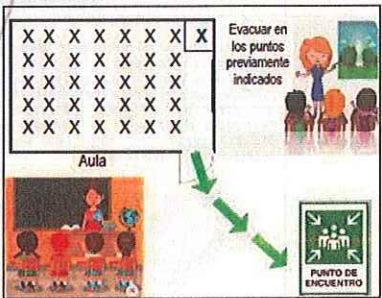 X X X X X X X X
X X X X X X X
X X X X X X X
X X X X X X X
X X X X X X X
Evacuar en
los puntos
previamente
indicados
Aula
PUNTO DE
ENCUENTRO